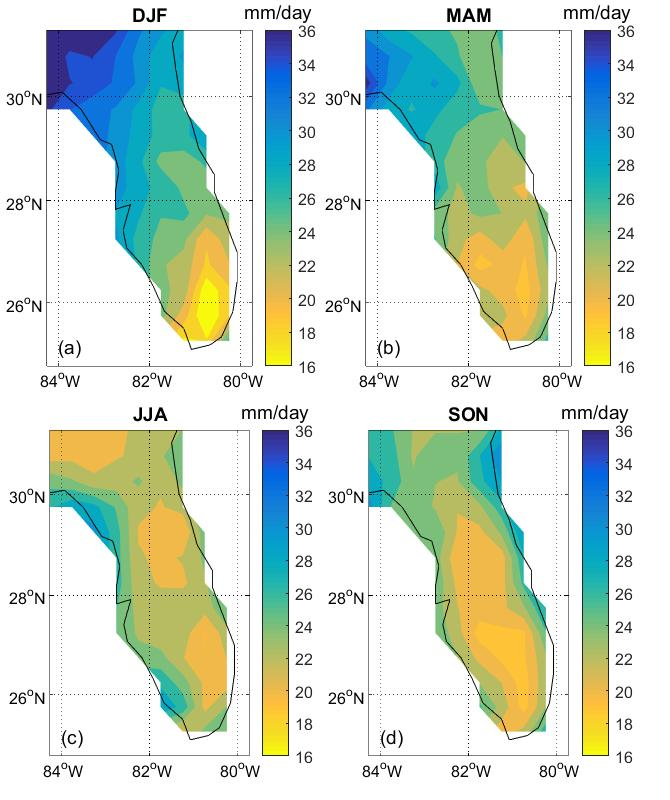 DJF
mm/day
36
34
32
30
28
26
24
22
20
18
16
30°N
28°N
26°N
84°W
82°W
80°W
(a)
MAM
mm/day
36
34
32
30
28
26
24
22
20
18
16
30°N
28°N
26°N
84°W
82°W
80°W
(b)
JJA
mm/day
36
34
32
30
28
26
24
22
20
18
16
30°N
28°N
26°N
84°W
82°W
80°W
(c)
SON
mm/day
36
34
32
30
28
26
24
22
20
18
16
30°N
28°N
26°N
84°W
82°W
80°W
(d)